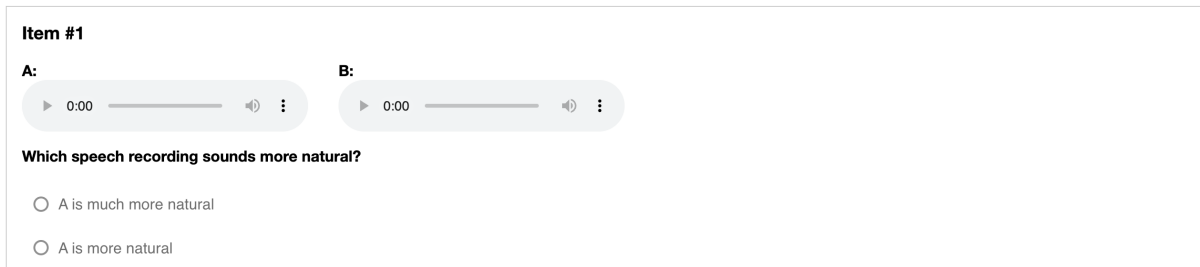 Item #1
A: B:
0:00 0:00
Which speech recording sounds more natural?
A is much more natural
A is more natural